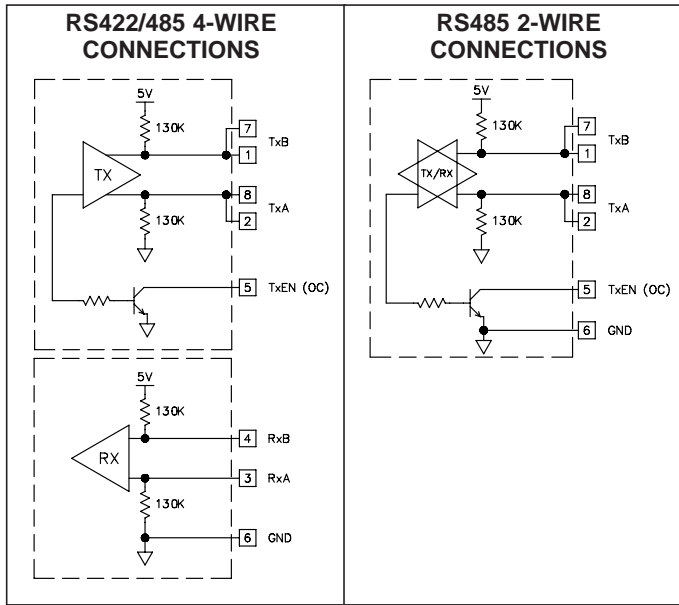 RS422/485 4-WIRE
CONNECTIONS
5V
130K
7
TxB
1
TX
8
TxA
130K
2
5 TxEN (OC)
5V
130K
4 RxB
RX
3 RxA
130K
6 GND
RS485 2-WIRE
CONNECTIONS
5V
130K
7
TxB
1
TX/RX
8
TxA
130K
2
5 TxEN (OC)
6 GND